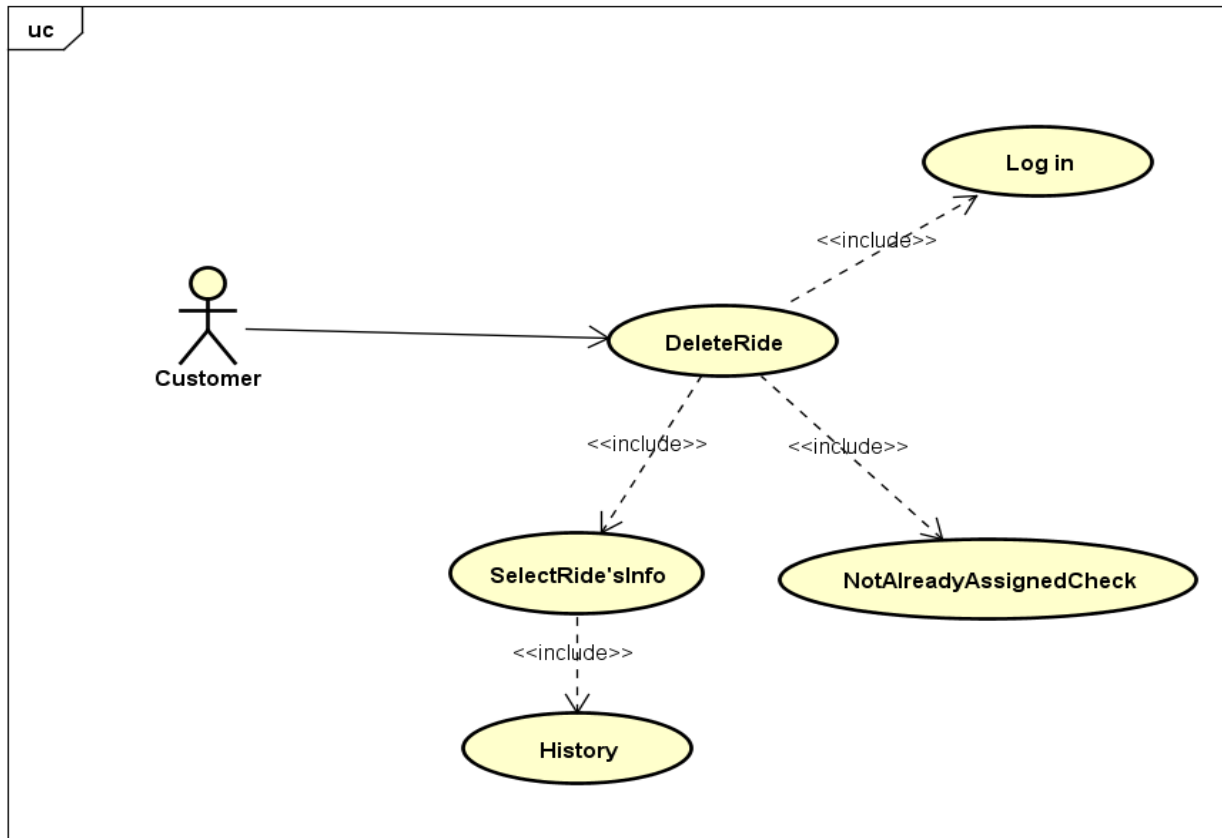 uc
Log in
<<include>>
DeleteRide
Customer
<<include>>
<<include>>
SelectRide'sInfo
NotAlreadyAssignedCheck
<<include>>
History